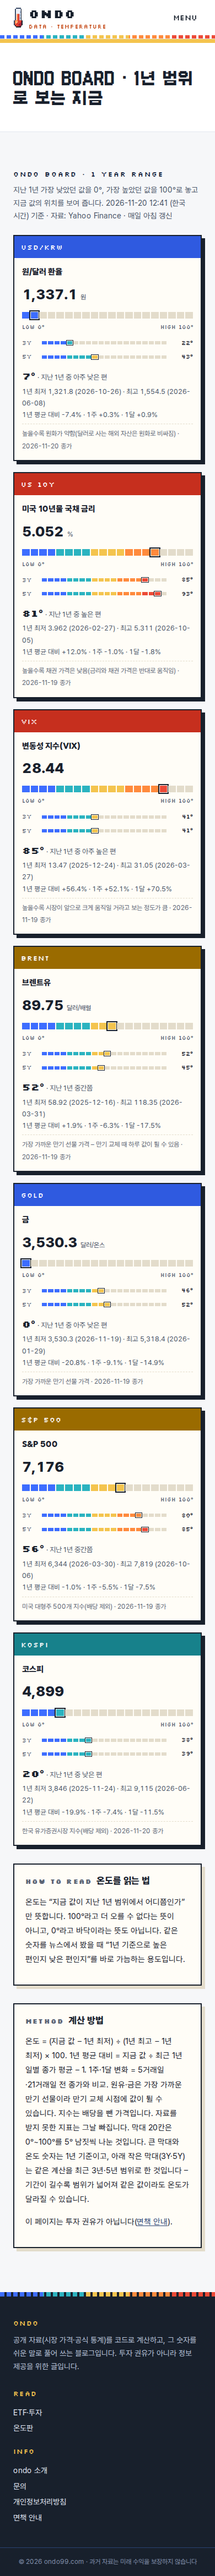 ONDO
DATA · TEMPERATURE
MENU
ONDO BOARD · 1년 범위
로 보는 지금
ONDO BOARD · 1 YEAR RANGE
지난 1년 가장 낮았던 값을 0°, 가장 높았던 값을 100°로 놓고
지금 값의 위치를 보여 줍니다. 2026-11-20 12:41 (한국
시간) 기준 · 자료: Yahoo Finance · 매일 아침 갱신
USD/KRW
원/달러 환율
1,337.1 원
LOW 0° HIGH 100°
3Y 22°
5Y 42°
7° · 지난 1년 중 아주 낮은 편
1년 최저 1,321.8 (2026-10-26) · 최고 1,554.5 (2026-
06-08)
1년 평균 대비 -7.4% · 1주 +0.3% · 1달 +0.9%
높을수록 원화가 약함(달러로 사는 해외 자산은 원화로 비싸짐) ·
2026-11-20 종가
US 10Y
미국 10년물 국채 금리
5.052 %
LOW 0° HIGH 100°
3Y 85°
5Y 93°
81° · 지난 1년 중 높은 편
1년 최저 3.962 (2026-02-27) · 최고 5.311 (2026-10-
05)
1년 평균 대비 +12.0% · 1주 -1.0% · 1달 -1.8%
높을수록 채권 가격은 낮음(금리와 채권 가격은 반대로 움직임) ·
2026-11-19 종가
VIX
변동성 지수(VIX)
28.44
LOW 0° HIGH 100°
3Y 41°
5Y 41°
85° · 지난 1년 중 아주 높은 편
1년 최저 13.47 (2025-12-24) · 최고 31.05 (2026-03-
27)
1년 평균 대비 +56.4% · 1주 +52.1% · 1달 +70.5%
높을수록 시장이 앞으로 크게 움직일 거라고 보는 정도가 큼 · 2026-
11-19 종가
BRENT
브렌트유
89.75 달러/배럴
LOW 0° HIGH 100°
3Y 52°
5Y 45°
52° · 지난 1년 중간쯤
1년 최저 58.92 (2025-12-16) · 최고 118.35 (2026-
03-31)
1년 평균 대비 +1.9% · 1주 -6.3% · 1달 -17.5%
가장 가까운 만기 선물 가격 – 만기 교체 때 하루 값이 튈 수 있음 ·
2026-11-19 종가
GOLD
금
3,530.3 달러/온스
LOW 0° HIGH 100°
3Y 46°
5Y 52°
0° · 지난 1년 중 아주 낮은 편
1년 최저 3,530.3 (2026-11-19) · 최고 5,318.4 (2026-
01-29)
1년 평균 대비 -20.8% · 1주 -9.1% · 1달 -14.9%
가장 가까운 만기 선물 가격 · 2026-11-19 종가
S&P 500
S&P 500
7,176
LOW 0° HIGH 100°
3Y 80°
5Y 85°
56° · 지난 1년 중간쯤
1년 최저 6,344 (2026-03-30) · 최고 7,819 (2026-10-
06)
1년 평균 대비 -1.0% · 1주 -5.5% · 1달 -7.5%
미국 대형주 500개 지수(배당 제외) · 2026-11-19 종가
KOSPI
코스피
4,899
LOW 0° HIGH 100°
3Y 38°
5Y 39°
20° · 지난 1년 중 낮은 편
1년 최저 3,846 (2025-11-24) · 최고 9,115 (2026-06-
22)
1년 평균 대비 -19.9% · 1주 -7.4% · 1달 -11.5%
한국 유가증권시장 지수(배당 제외) · 2026-11-20 종가
HOW TO READ 온도를 읽는 법
온도는 "지금 값이 지난 1년 범위에서 어디쯤인가"
만 뜻합니다. 100°라고 더 오를 수 없다는 뜻이
아니고, 0°라고 바닥이라는 뜻도 아닙니다. 같은
숫자를 뉴스에서 봤을 때 "1년 기준으로 높은
편인지 낮은 편인지"를 바로 가늠하는 용도입니다.
METHOD 계산 방법
온도 = (지금 값 − 1년 최저) ÷ (1년 최고 − 1년
최저) × 100. 1년 평균 대비 = 지금 값 ÷ 최근 1년
일별 종가 평균 − 1. 1주·1달 변화 = 5거래일
·21거래일 전 종가와 비교. 원유·금은 가장 가까운
만기 선물이라 만기 교체 시점에 값이 튈 수
있습니다. 지수는 배당을 뺀 가격입니다. 자료를
받지 못한 지표는 그날 빠집니다. 막대 20칸은
0°~100°를 5° 남짓씩 나눈 것입니다. 큰 막대와
온도 숫자는 1년 기준이고, 아래 작은 막대(3Y·5Y)
는 같은 계산을 최근 3년·5년 범위로 한 것입니다 –
기간이 길수록 범위가 넓어져 같은 값이라도 온도가
달라질 수 있습니다.
이 페이지는 투자 권유가 아닙니다(면책 안내).
ONDO
공개 자료(시장 가격·공식 통계)를 코드로 계산하고, 그 숫자를
쉬운 말로 풀어 쓰는 블로그입니다. 투자 권유가 아니라 정보
제공을 위한 글입니다.
READ
ETF·투자
온도판
INFO
ondo 소개
문의
개인정보처리방침
면책 안내
© 2026 ondo99.com · 과거 자료는 미래 수익을 보장하지 않습니다